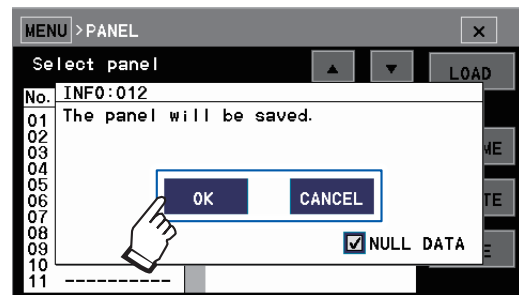 MENU >PANEL ×
Select panel ▲ ▼ LOAD
No. INFO:012
01 The panel will be saved.
02
03
04
05
06 OK CANCEL
07
08
09 NULL DATA
10
11 ----------